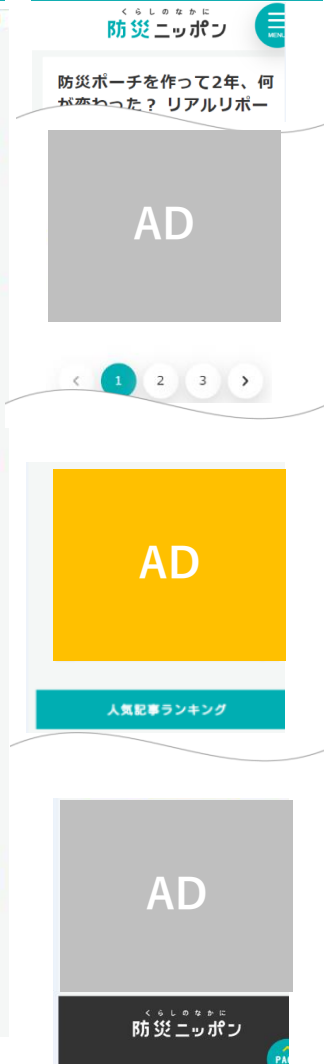 くらしのなかに
防災ニッポン
MENU
防災ポーチを作って2年、何
が変わった？ リアルリポー
AD
1 2 3
AD
人気記事ランキング
AD
くらしのなかに
防災ニッポン